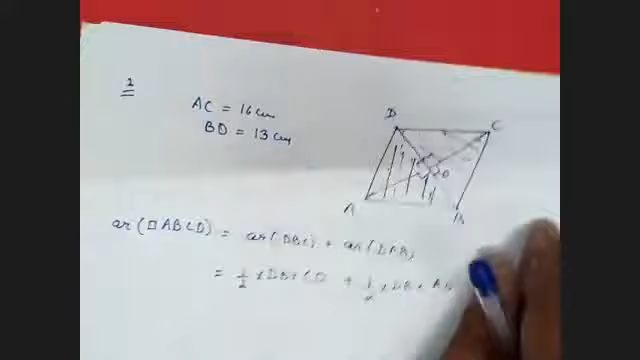 2
AC = 16 cm
BD = 13 cm
D
C
O
A
B
ar(□ABCD) = ar(DBC) + ar(DAB)
= 1/2 × DB × CO + 1/2 × DB × AO